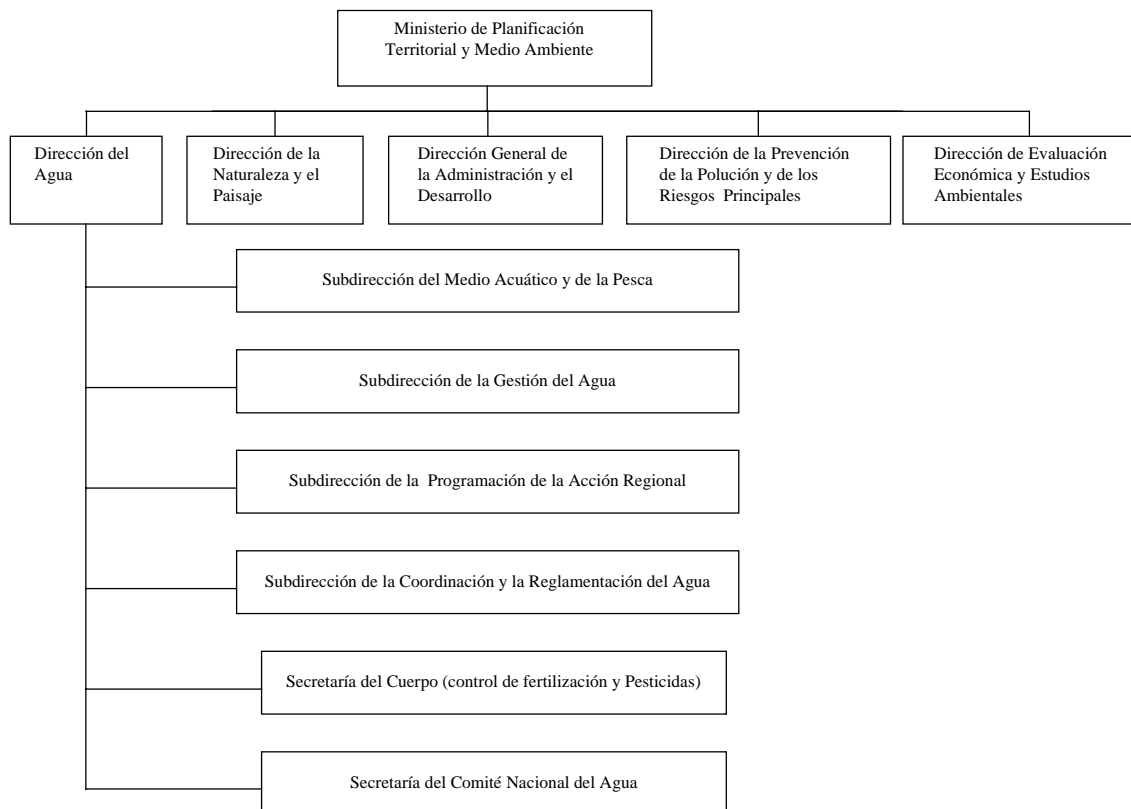 Ministerio de Planificación
Territorial y Medio Ambiente
Dirección del
Agua
Dirección de la
Naturaleza y el
Paisaje
Dirección General de
la Administración y el
Desarrollo
Dirección de la Prevención
de la Polución y de los
Riesgos Principales
Dirección de Evaluación
Económica y Estudios
Ambientales
Subdirección del Medio Acuático y de la Pesca
Subdirección de la Gestión del Agua
Subdirección de la Programación de la Acción Regional
Subdirección de la Coordinación y la Reglamentación del Agua
Secretaría del Cuerpo (control de fertilización y Pesticidas)
Secretaría del Comité Nacional del Agua